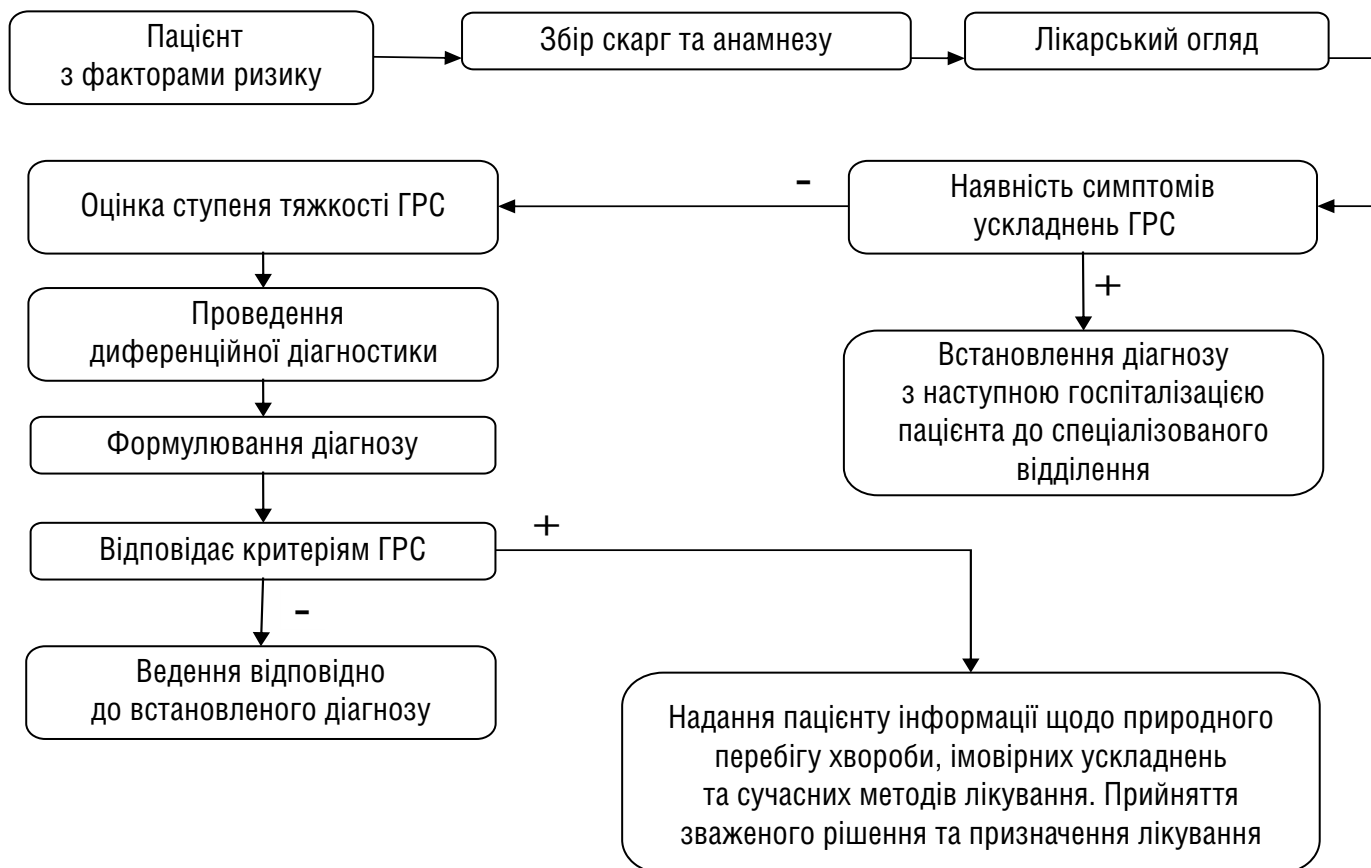 Пацієнт
з факторами ризику
Збір скарг та анамнезу
Лікарський огляд
Оцінка ступеня тяжкості ГРС
-
Наявність симптомів
ускладнень ГРС
+
Проведення
диференційної діагностики
Встановлення діагнозу
з наступною госпіталізацією
пацієнта до спеціалізованого
відділення
Формулювання діагнозу
Відповідає критеріям ГРС
+
-
Ведення відповідно
до встановленого діагнозу
Надання пацієнту інформації щодо природного
перебігу хвороби, імовірних ускладнень
та сучасних методів лікування. Прийняття
зваженого рішення та призначення лікування